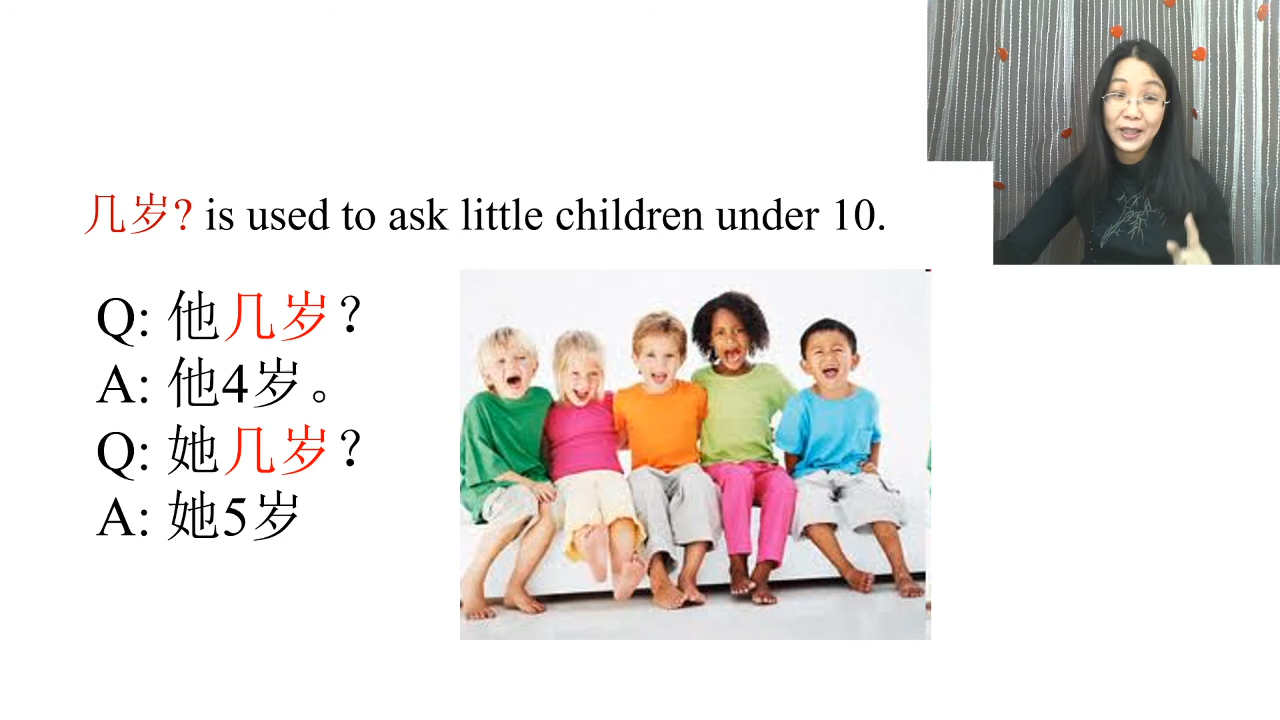 几岁? is used to ask little children under 10.
Q: 他几岁？
A: 他4岁。
Q: 她几岁？
A: 她5岁